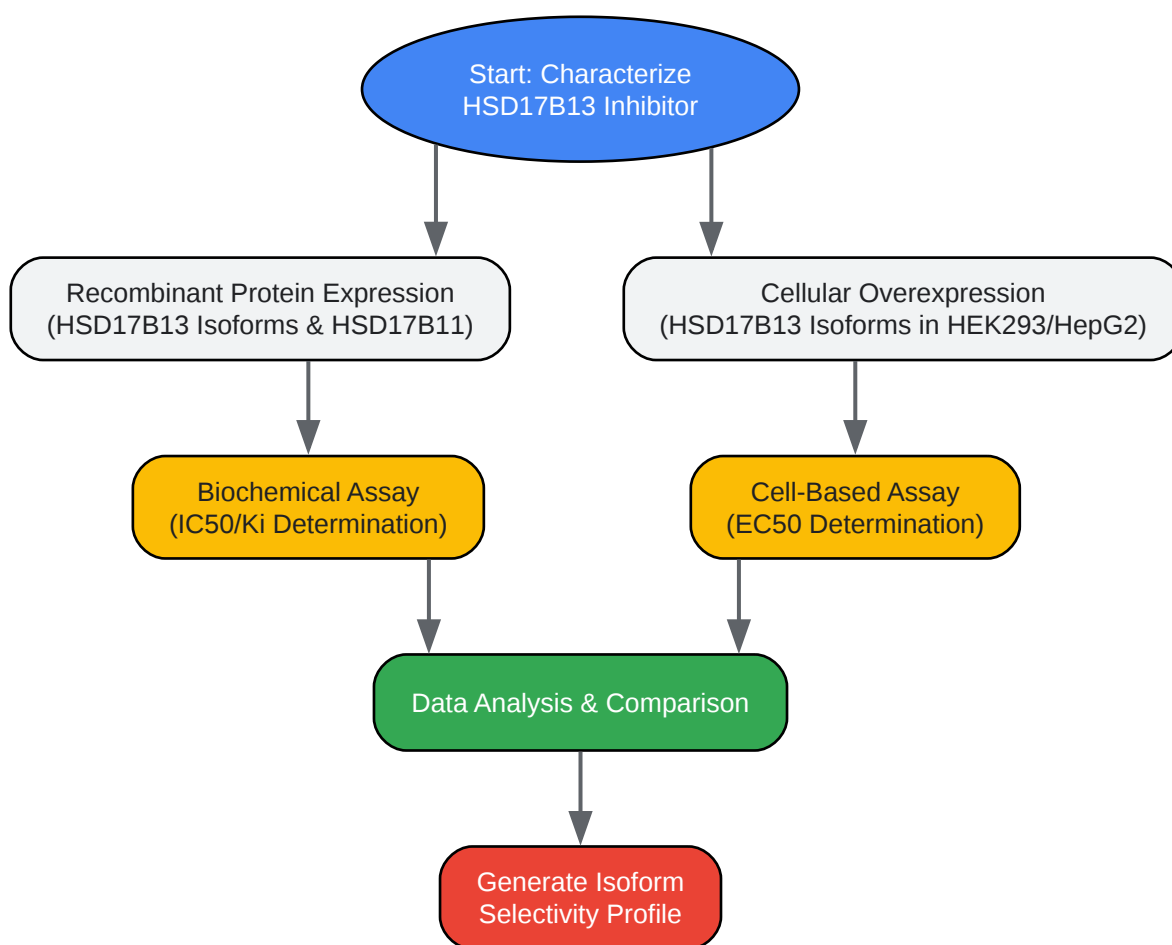 Start: Characterize
HSD17B13 Inhibitor
Recombinant Protein Expression
(HSD17B13 Isoforms & HSD17B11)
Cellular Overexpression
(HSD17B13 Isoforms in HEK293/HepG2)
Biochemical Assay
(IC50/Ki Determination)
Cell-Based Assay
(EC50 Determination)
Data Analysis & Comparison
Generate Isoform
Selectivity Profile